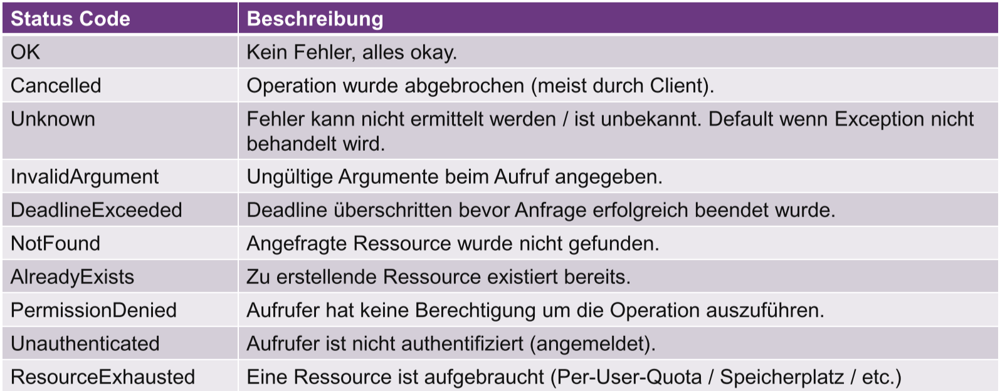 Status Code Beschreibung
OK Kein Fehler, alles okay.
Cancelled Operation wurde abgebrochen (meist durch Client).
Unknown Fehler kann nicht ermittelt werden / ist unbekannt. Default wenn Exception nicht
behandelt wird.
InvalidArgument Ungültige Argumente beim Aufruf angegeben.
DeadlineExceeded Deadline überschritten bevor Anfrage erfolgreich beendet wurde.
NotFound Angefragte Ressource wurde nicht gefunden.
AlreadyExists Zu erstellende Ressource existiert bereits.
PermissionDenied Aufrufer hat keine Berechtigung um die Operation auszuführen.
Unauthenticated Aufrufer ist nicht authentifiziert (angemeldet).
ResourceExhausted Eine Ressource ist aufgebraucht (Per-User-Quota / Speicherplatz / etc.)